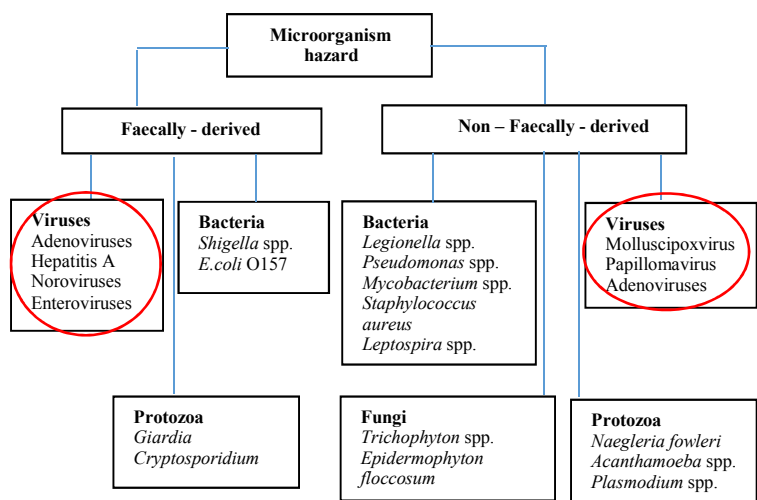 Microorganism
hazard
Faecally - derived
Non – Faecally-derived
Viruses
Adenoviruses
Hepatitis A
Noroviruses
Enteroviruses
Bacteria
Shigella spp.
E.coli O157
Bacteria
Legionella spp.
Pseudomonas spp.
Mycobacterium spp.
Staphylococcus
aureus
Leptospira spp.
Viruses
Molluscipoxvirus
Papillomavirus
Adenoviruses
Protozoa
Giardia
Cryptosporidium
Fungi
Trichophyton spp.
Epidermophyton
floccosum
Protozoa
Naegleria fowleri
Acanthamoeba spp.
Plasmodium spp.